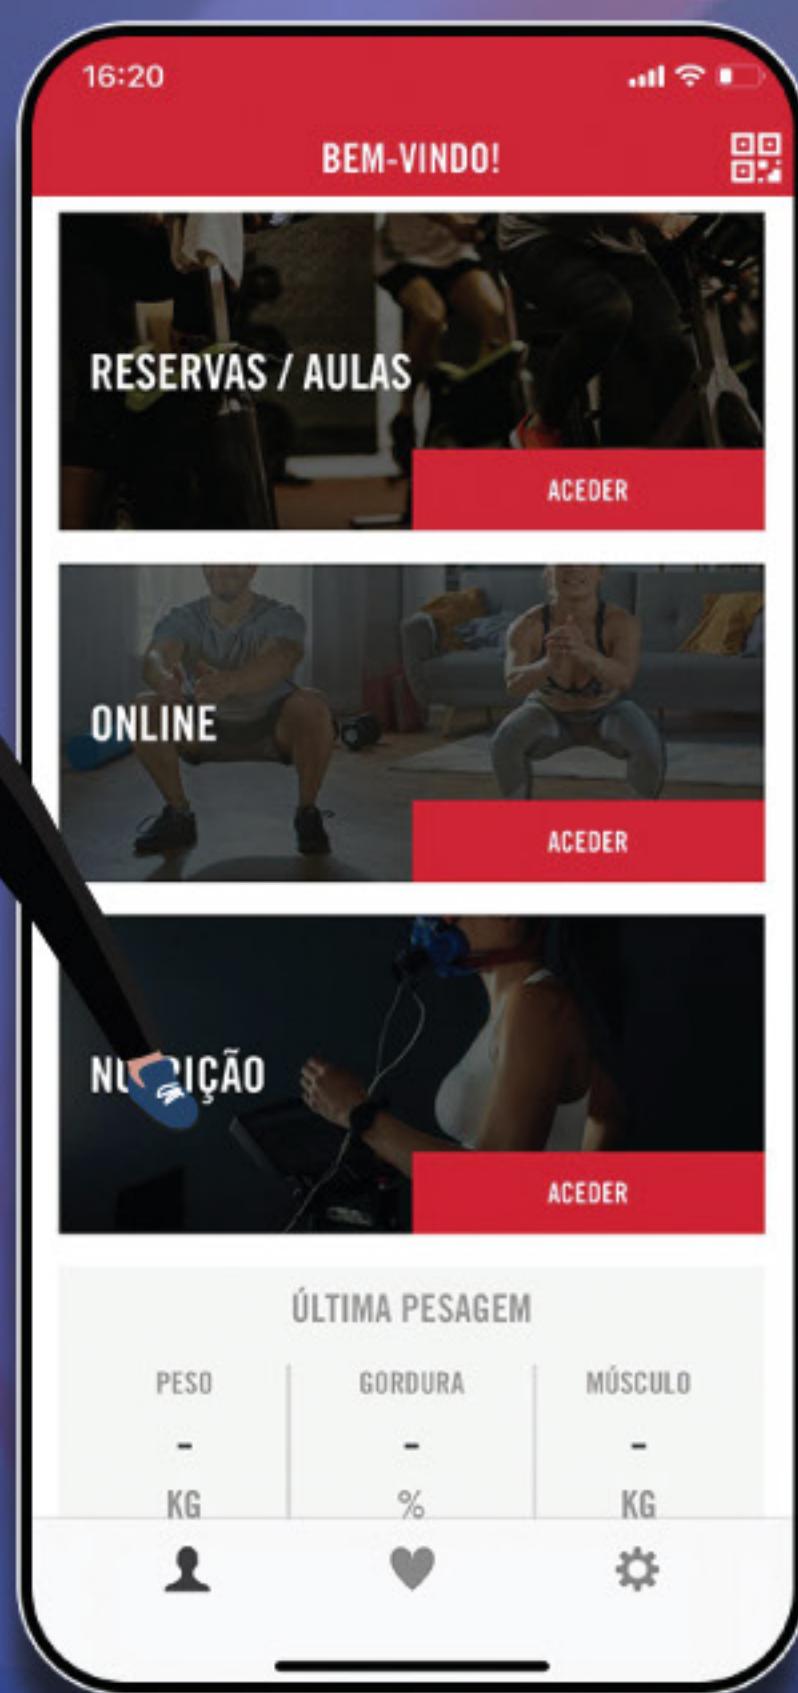 16:20
BEM-VINDO!
RESERVAS / AULAS
ACEDER
ONLINE
ACEDER
ACEDER
ÚLTIMA PESAGEM
PESO GORDURA MÚSCULO
- - -
KG % KG